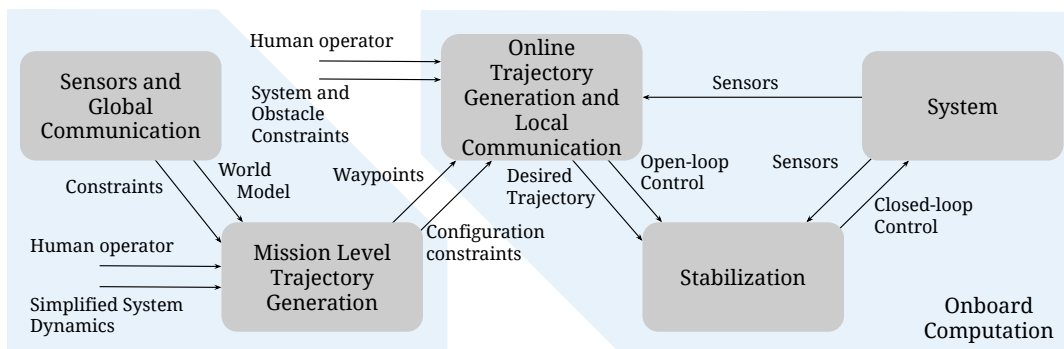 Human operator
Online
Trajectory
Generation and
Local
Communication
Sensors and
Global
Communication
System and
Obstacle
Constraints
Sensors
System
Constraints
World
Model
Waypoints
Desired
Trajectory
Open-loop
Control
Sensors
Closed-loop
Control
Human operator
Mission Level
Trajectory
Generation
Configuration
constraints
Stabilization
Simplified System
Dynamics
Onboard
Computation